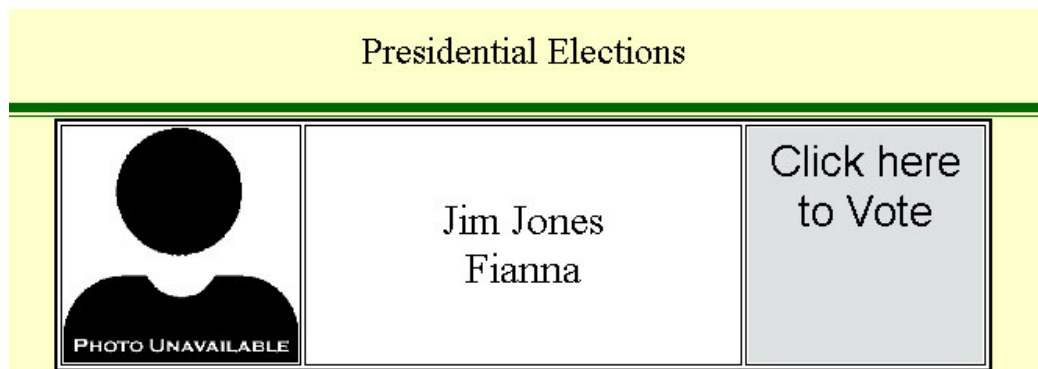 Presidential Elections
PHOTO UNAVAILABLE
Jim Jones
Fianna
Click here
to Vote